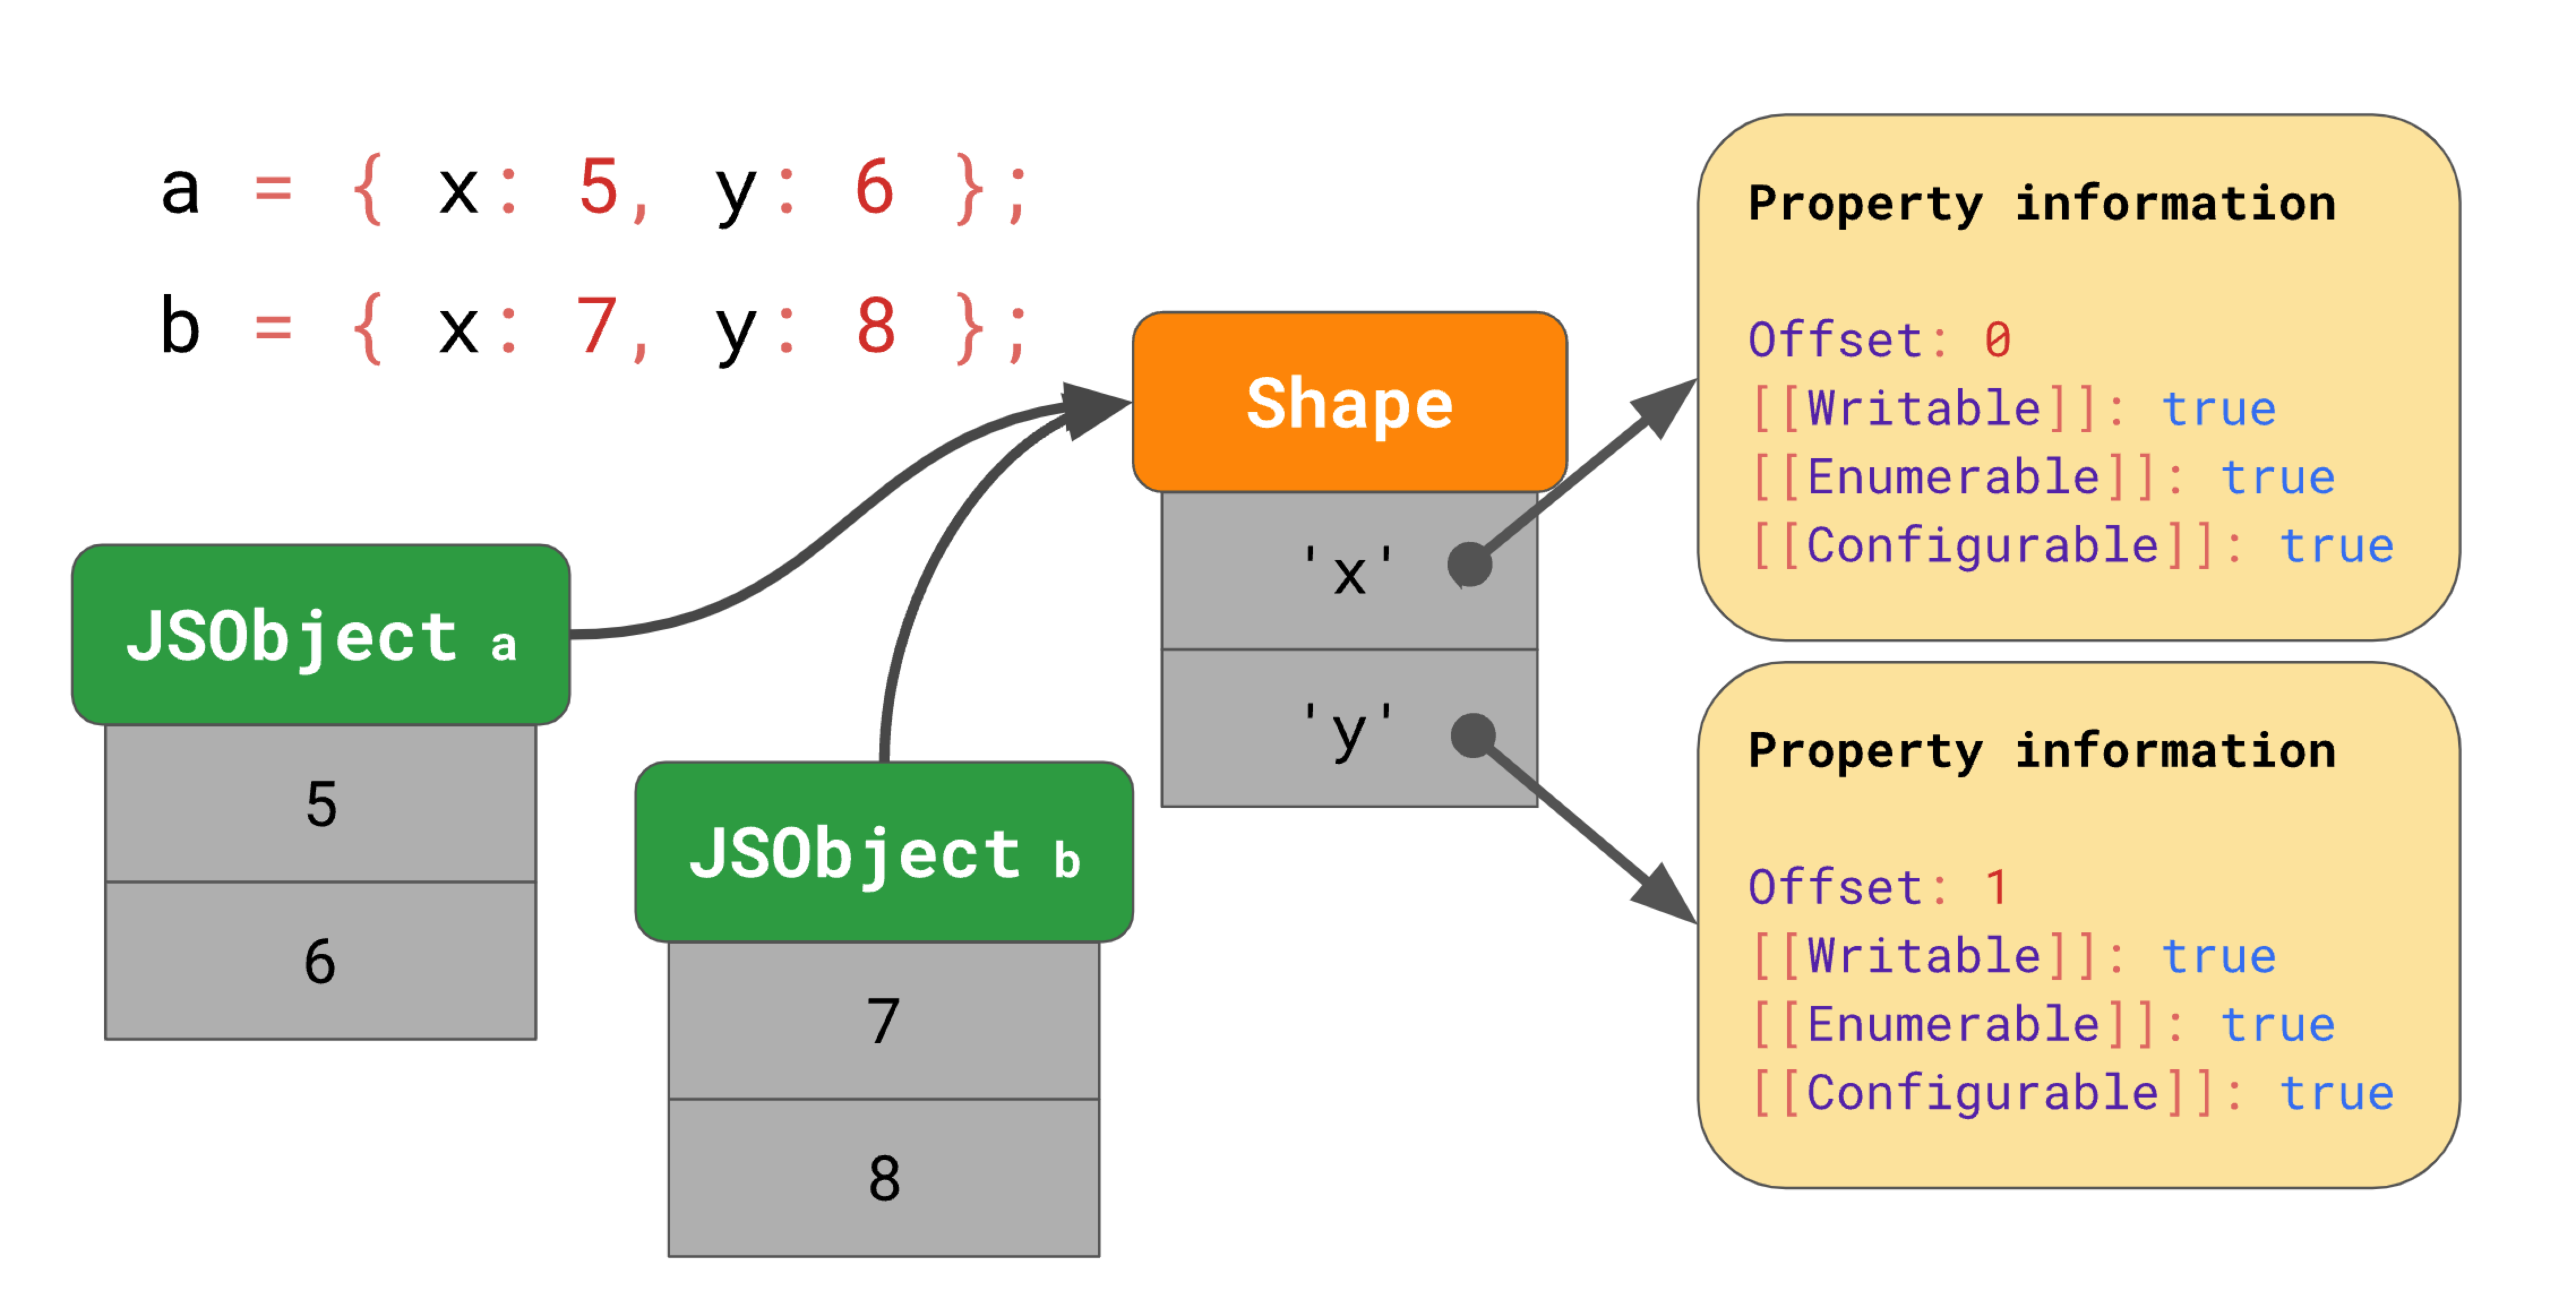 a = { x: 5, y: 6 };
b = { x: 7, y: 8 };
JSObject a
5
6
JSObject b
7
8
Shape
'x'
'y'
Property information
Offset: 0
[[Writable]]: true
[[Enumerable]]: true
[[Configurable]]: true
Property information
Offset: 1
[[Writable]]: true
[[Enumerable]]: true
[[Configurable]]: true